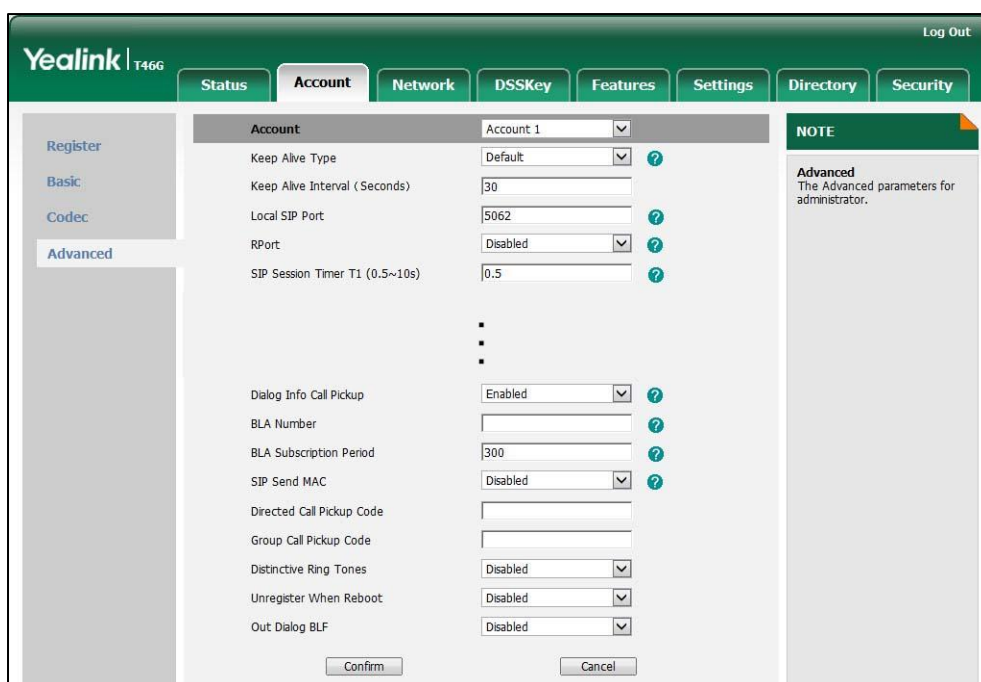 Log Out
Yealink T46G
Status Account Network DSSKey Features Settings Directory Security
Register
Basic
Codec
Advanced
Account Account 1
Keep Alive Type Default ?
Keep Alive Interval (Seconds) 30
Local SIP Port 5062 ?
RPort Disabled ?
SIP Session Timer T1 (0.5~10s) 0.5 ?
Dialog Info Call Pickup Enabled ?
BLA Number ?
BLA Subscription Period 300 ?
SIP Send MAC Disabled ?
Directed Call Pickup Code
Group Call Pickup Code
Distinctive Ring Tones Disabled
Unregister When Reboot Disabled
Out Dialog BLF Disabled
Confirm Cancel
NOTE
Advanced
The Advanced parameters for
administrator.